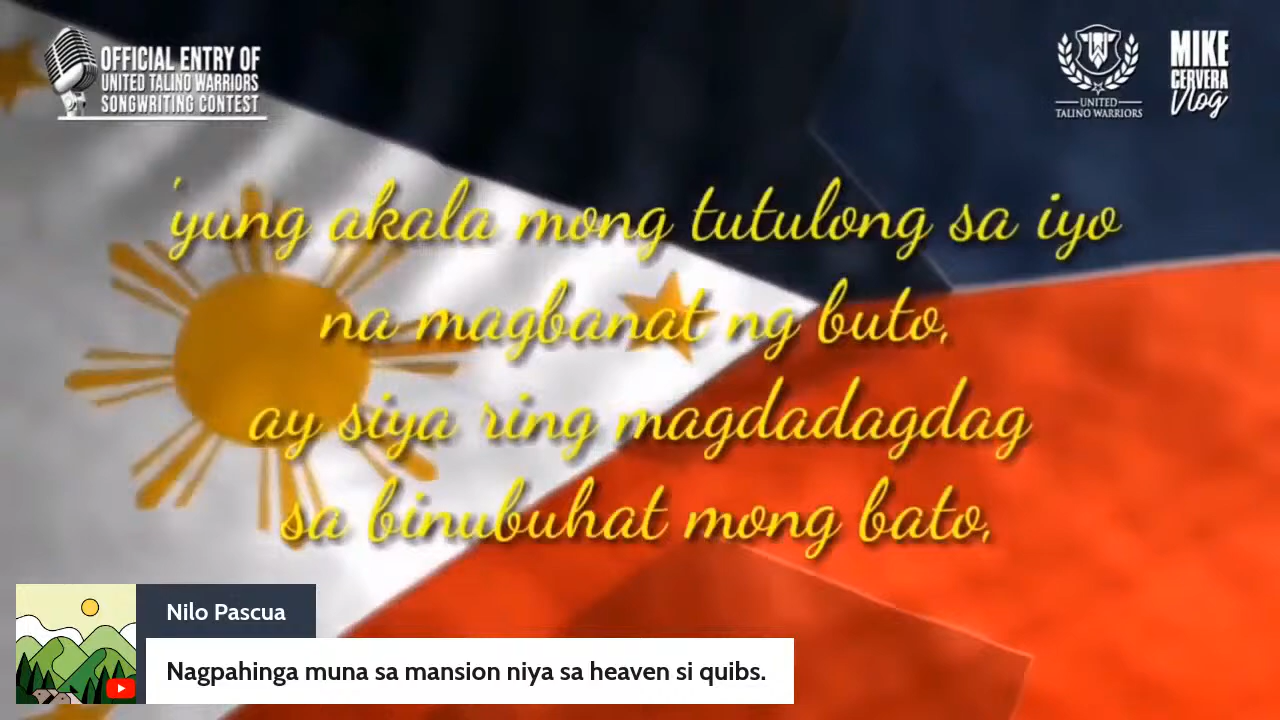 OFFICIAL ENTRY OF
UNITED TALINO WARRIORS
SONGWRITING CONTEST
UNITED
TALINO WARRIORS
MIKE
CERVERA
Vlog
'yung akala mong tutulong sa iyo
na magbanat ng buto,
ay siya ring magdadagdag
sa binubuhat mong bato,
Nilo Pascua
Nagpahinga muna sa mansion niya sa heaven si quibs.